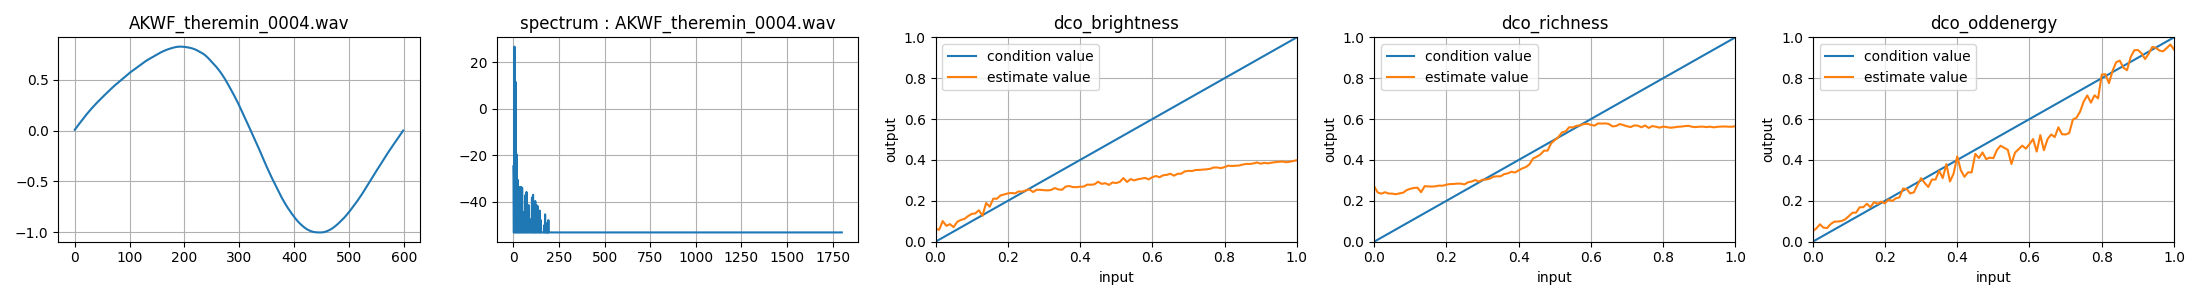 AKWF_theremin_0004.wav
0.5
0.0
−0.5
−1.0
0 100 200 300 400 500 600
spectrum : AKWF_theremin_0004.wav
20
0
−20
−40
0 250 500 750 1000 1250 1500 1750
dco_brightness
condition value
estimate value
output
1.0
0.8
0.6
0.4
0.2
0.0
0.0 0.2 0.4 0.6 0.8 1.0
input
dco_richness
condition value
estimate value
output
1.0
0.8
0.6
0.4
0.2
0.0
0.0 0.2 0.4 0.6 0.8 1.0
input
dco_oddenergy
condition value
estimate value
output
1.0
0.8
0.6
0.4
0.2
0.0
0.0 0.2 0.4 0.6 0.8 1.0
input